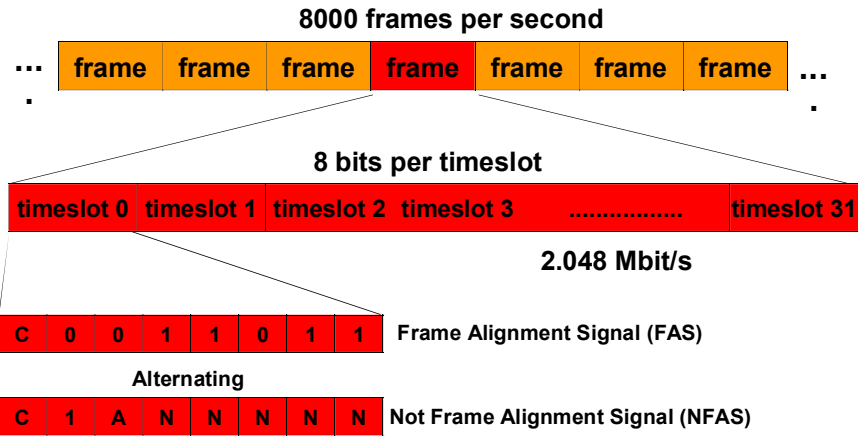 8000 frames per second
... frame frame frame frame frame frame frame ...
. .
8 bits per timeslot
timeslot 0 timeslot 1 timeslot 2 timeslot 3 ................. timeslot 31
2.048 Mbit/s
C 0 0 1 1 0 1 1 Frame Alignment Signal (FAS)
Alternating
C 1 A N N N N N Not Frame Alignment Signal (NFAS)